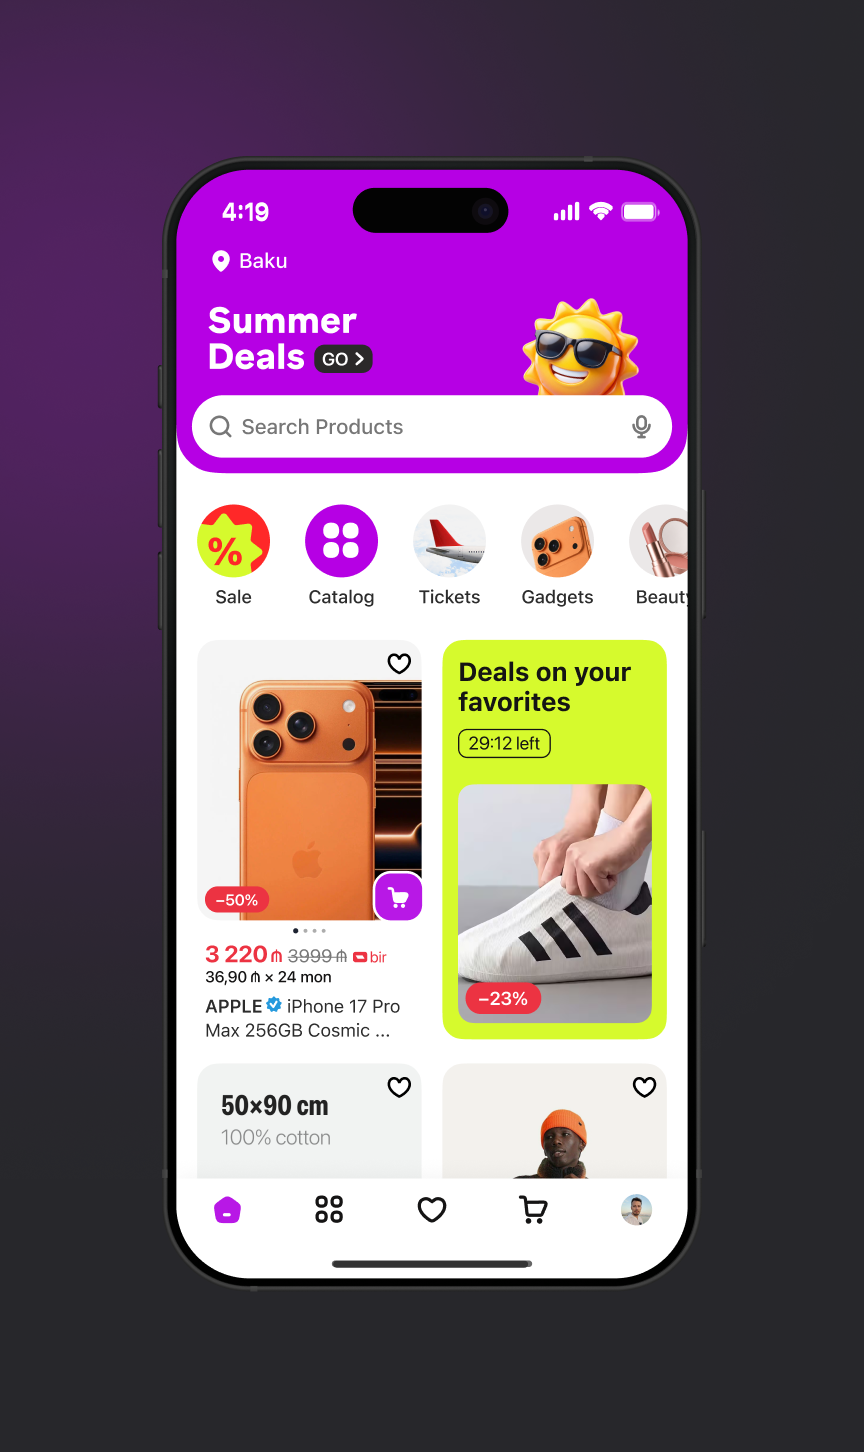 4:19
Baku
Summer
Deals GO >
Search Products
%
Sale
Catalog
Tickets
Gadgets
Beauty
Deals on your
favorites
29:12 left
−50%
3 220 ₼ 3999 ₼ bir
36,90 ₼ × 24 mon
APPLE iPhone 17 Pro
Max 256GB Cosmic ...
−23%
50×90 cm
100% cotton